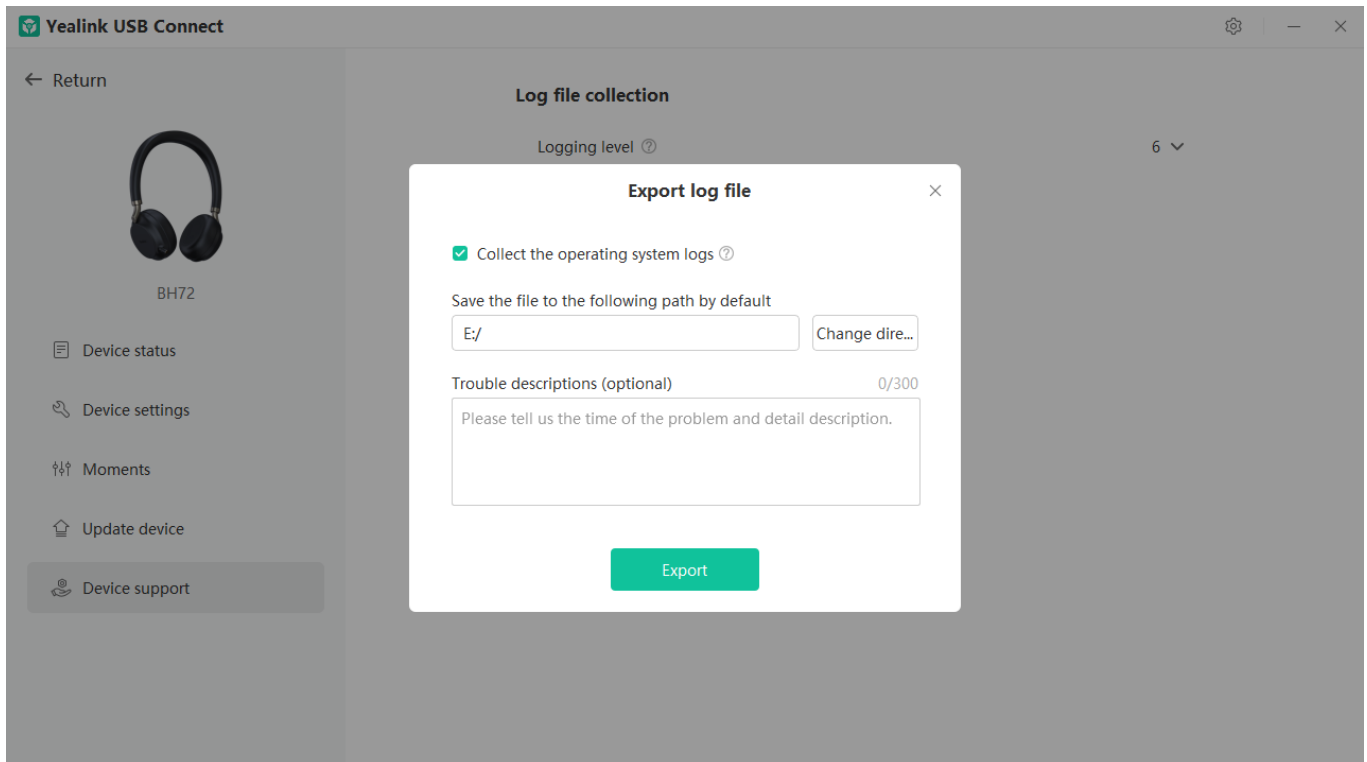 Yealink USB Connect
Return
BH72
Device status
Device settings
Moments
Update device
Device support
Log file collection
Logging level
6
Export log file
Collect the operating system logs
Save the file to the following path by default
E:/
Change dire...
Trouble descriptions (optional)
0/300
Please tell us the time of the problem and detail description.
Export